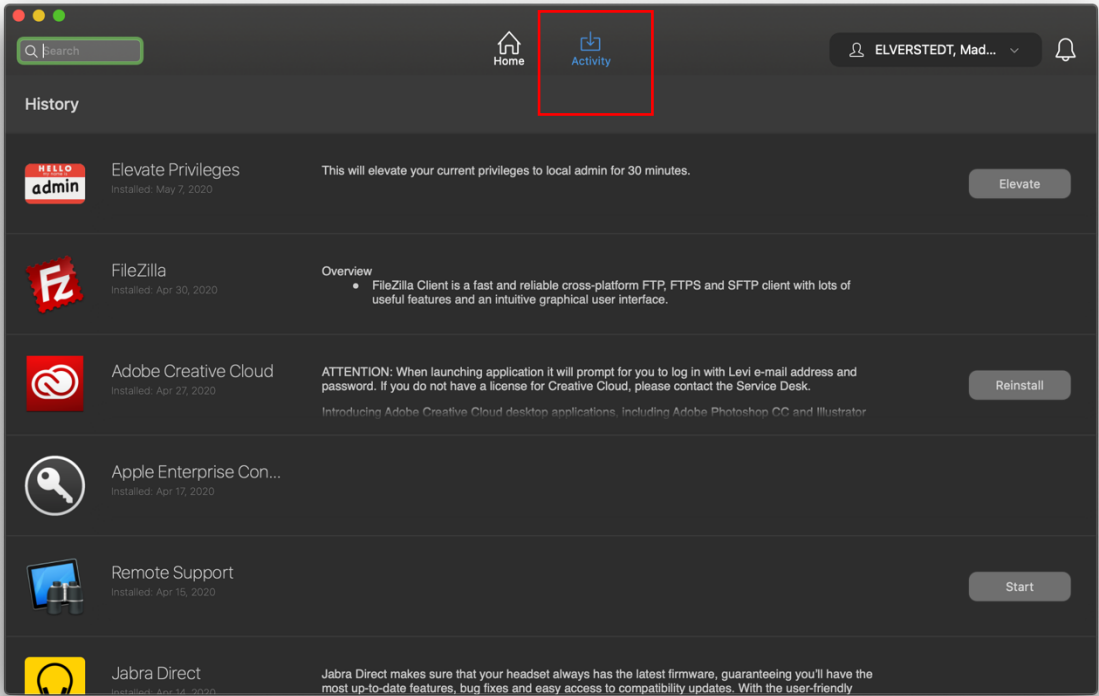 Search
Home
Activity
ELVERSTEDT, Mad...
History
HELLO
admin
Elevate Privileges
Installed: May 7, 2020
This will elevate your current privileges to local admin for 30 minutes.
Elevate
Fz
FileZilla
Installed: Apr 30, 2020
Overview
• FileZilla Client is a fast and reliable cross-platform FTP, FTPS and SFTP client with lots of
useful features and an intuitive graphical user interface.
Adobe Creative Cloud
Installed: Apr 27, 2020
ATTENTION: When launching application it will prompt for you to log in with Levi e-mail address and
password. If you do not have a license for Creative Cloud, please contact the Service Desk.
Introducing Adobe Creative Cloud desktop applications, including Adobe Photoshop CC and Illustrator
Reinstall
Apple Enterprise Con...
Installed: Apr 17, 2020
Remote Support
Installed: Apr 15, 2020
Start
Jabra Direct
Installed: Apr 14, 2020
Jabra Direct makes sure that your headset always has the latest firmware, guaranteeing you'll have the
most up-to-date features, bug fixes and easy access to compatibility updates. With the user-friendly